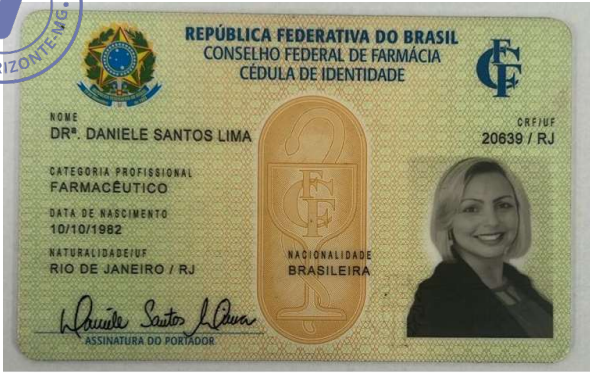 RIZONTE-MG.
REPÚBLICA FEDERATIVA DO BRASIL
CONSELHO FEDERAL DE FARMÁCIA
CÉDULA DE IDENTIDADE
CFF
NOME
DRª. DANIELE SANTOS LIMA
CRF/UF
20639 / RJ
CATEGORIA PROFISSIONAL
FARMACÊUTICO
DATA DE NASCIMENTO
10/10/1982
NATURALIDADE/UF
RIO DE JANEIRO / RJ
NACIONALIDADE
BRASILEIRA
CFF
Daniele Santos Lima
ASSINATURA DO PORTADOR